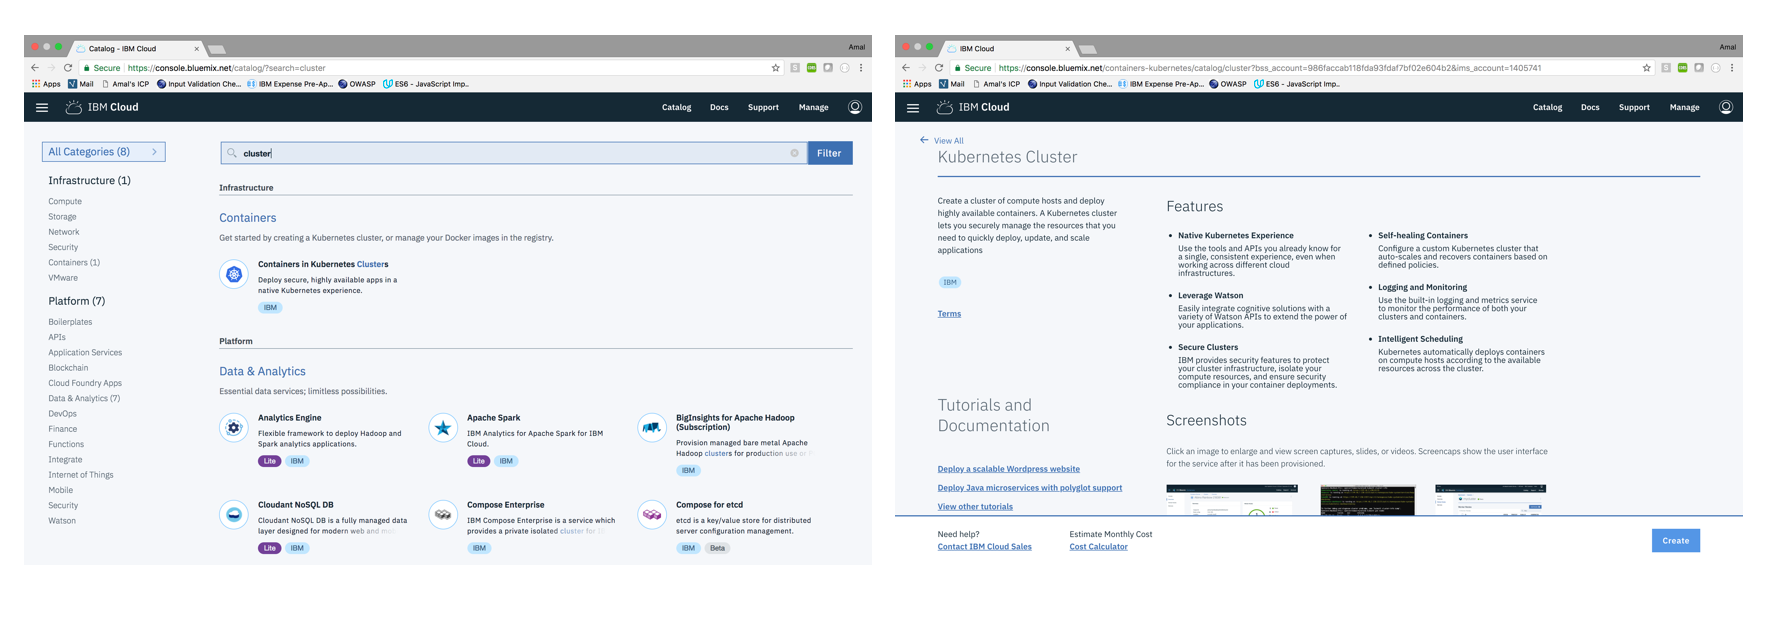 Catalog - IBM Cloud
Amal
Secure https://console.bluemix.net/catalog/?search=cluster
Apps Mail Amal's ICP Input Validation Che... IBM Expense Pre-Ap... OWASP ES6 - JavaScript Imp...
IBM Cloud
Catalog Docs Support Manage
All Categories (8)
Infrastructure (1)
Compute
Storage
Network
Security
Containers (1)
VMware
Platform (7)
Boilerplates
APIs
Application Services
Blockchain
Cloud Foundry Apps
Data & Analytics (7)
DevOps
Finance
Functions
Integrate
Internet of Things
Mobile
Security
Watson
cluster
Filter
Infrastructure
Containers
Get started by creating a Kubernetes cluster, or manage your Docker images in the registry.
Containers in Kubernetes Clusters
Deploy secure, highly available apps in a
native Kubernetes experience.
IBM
Platform
Data & Analytics
Essential data services; limitless possibilities.
Analytics Engine
Flexible framework to deploy Hadoop and
Spark analytics applications.
Lite IBM
Apache Spark
IBM Analytics for Apache Spark for IBM
Cloud.
Lite IBM
BigInsights for Apache Hadoop
(Subscription)
Provision managed bare metal Apache
Hadoop clusters for production use or
IBM
Cloudant NoSQL DB
Cloudant NoSQL DB is a fully managed data
layer designed for modern web and
Lite IBM
Compose Enterprise
IBM Compose Enterprise is a service which
provides a private isolated cluster for
IBM
Compose for etcd
etcd is a key/value store for distributed
server configuration management.
IBM Beta
IBM Cloud
Amal
Secure https://console.bluemix.net/containers-kubernetes/catalog/cluster?bss_account=986faccab118fda93fdaf7bf02e604b2&ims_account=1405741
Apps Mail Amal's ICP Input Validation Che... IBM Expense Pre-Ap... OWASP ES6 - JavaScript Imp...
IBM Cloud
Catalog Docs Support Manage
View All
Kubernetes Cluster
Create a cluster of compute hosts and deploy
highly available containers. A Kubernetes cluster
lets you securely manage the resources that you
need to quickly deploy, update, and scale
applications
IBM
Terms
Tutorials and
Documentation
Deploy a scalable Wordpress website
Deploy Java microservices with polyglot support
View other tutorials
Features
Native Kubernetes Experience
Use the tools and APIs you already know for
a single, consistent experience, even when
working across different cloud
infrastructures.
Leverage Watson
Easily integrate cognitive solutions with a
variety of Watson APIs to extend the power of
your applications.
Secure Clusters
IBM provides security features to protect
your cluster infrastructure, isolate your
compute resources, and ensure security
compliance in your container deployments.
Self-healing Containers
Configure a custom Kubernetes cluster that
auto-scales and recovers containers based on
defined policies.
Logging and Monitoring
Use the built-in logging and metrics service
to monitor the performance of both your
clusters and containers.
Intelligent Scheduling
Kubernetes automatically deploys containers
on compute hosts according to the available
resources across the cluster.
Screenshots
Click an image to enlarge and view screen captures, slides, or videos. Screencaps show the user interface
for the service after it has been provisioned.
Need help?
Contact IBM Cloud Sales
Estimate Monthly Cost
Cost Calculator
Create